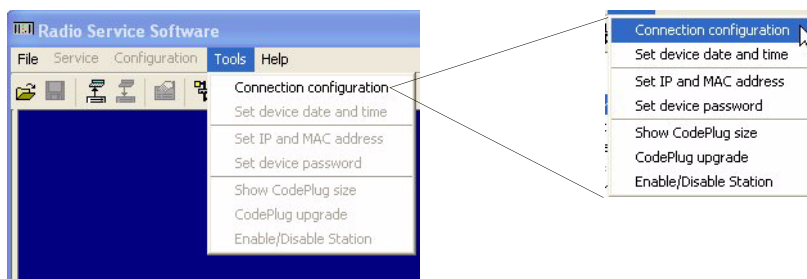 Radio Service Software
File Service Configuration Tools Help
Connection configuration
Set device date and time
Set IP and MAC address
Set device password
Show CodePlug size
CodePlug upgrade
Enable/Disable Station
Connection configuration
Set device date and time
Set IP and MAC address
Set device password
Show CodePlug size
CodePlug upgrade
Enable/Disable Station